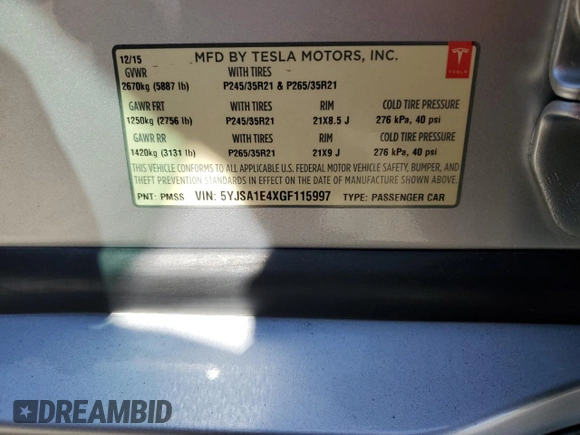 12/15 MFD BY TESLA MOTORS, INC.
GVWR WITH TIRES
2670kg (5887 lb) P245/35R21 & P265/35R21
GAWR FRT WITH TIRES RIM COLD TIRE PRESSURE
1250kg (2756 lb) P245/35R21 21X8.5 J 276 kPa, 40 psi
GAWR RR WITH TIRES RIM COLD TIRE PRESSURE
1420kg (3131 lb) P265/35R21 21X9 J 276 kPa, 40 psi
THIS VEHICLE CONFORMS TO ALL APPLICABLE U.S. FEDERAL MOTOR VEHICLE SAFETY, BUMPER, AND
THEFT PREVENTION STANDARDS IN EFFECT ON THE DATE OF MANUFACTURE SHOWN ABOVE.
PNT: PMSS VIN: 5YJSA1E4XGF115997 TYPE: PASSENGER CAR
TESLA
DREAMBID